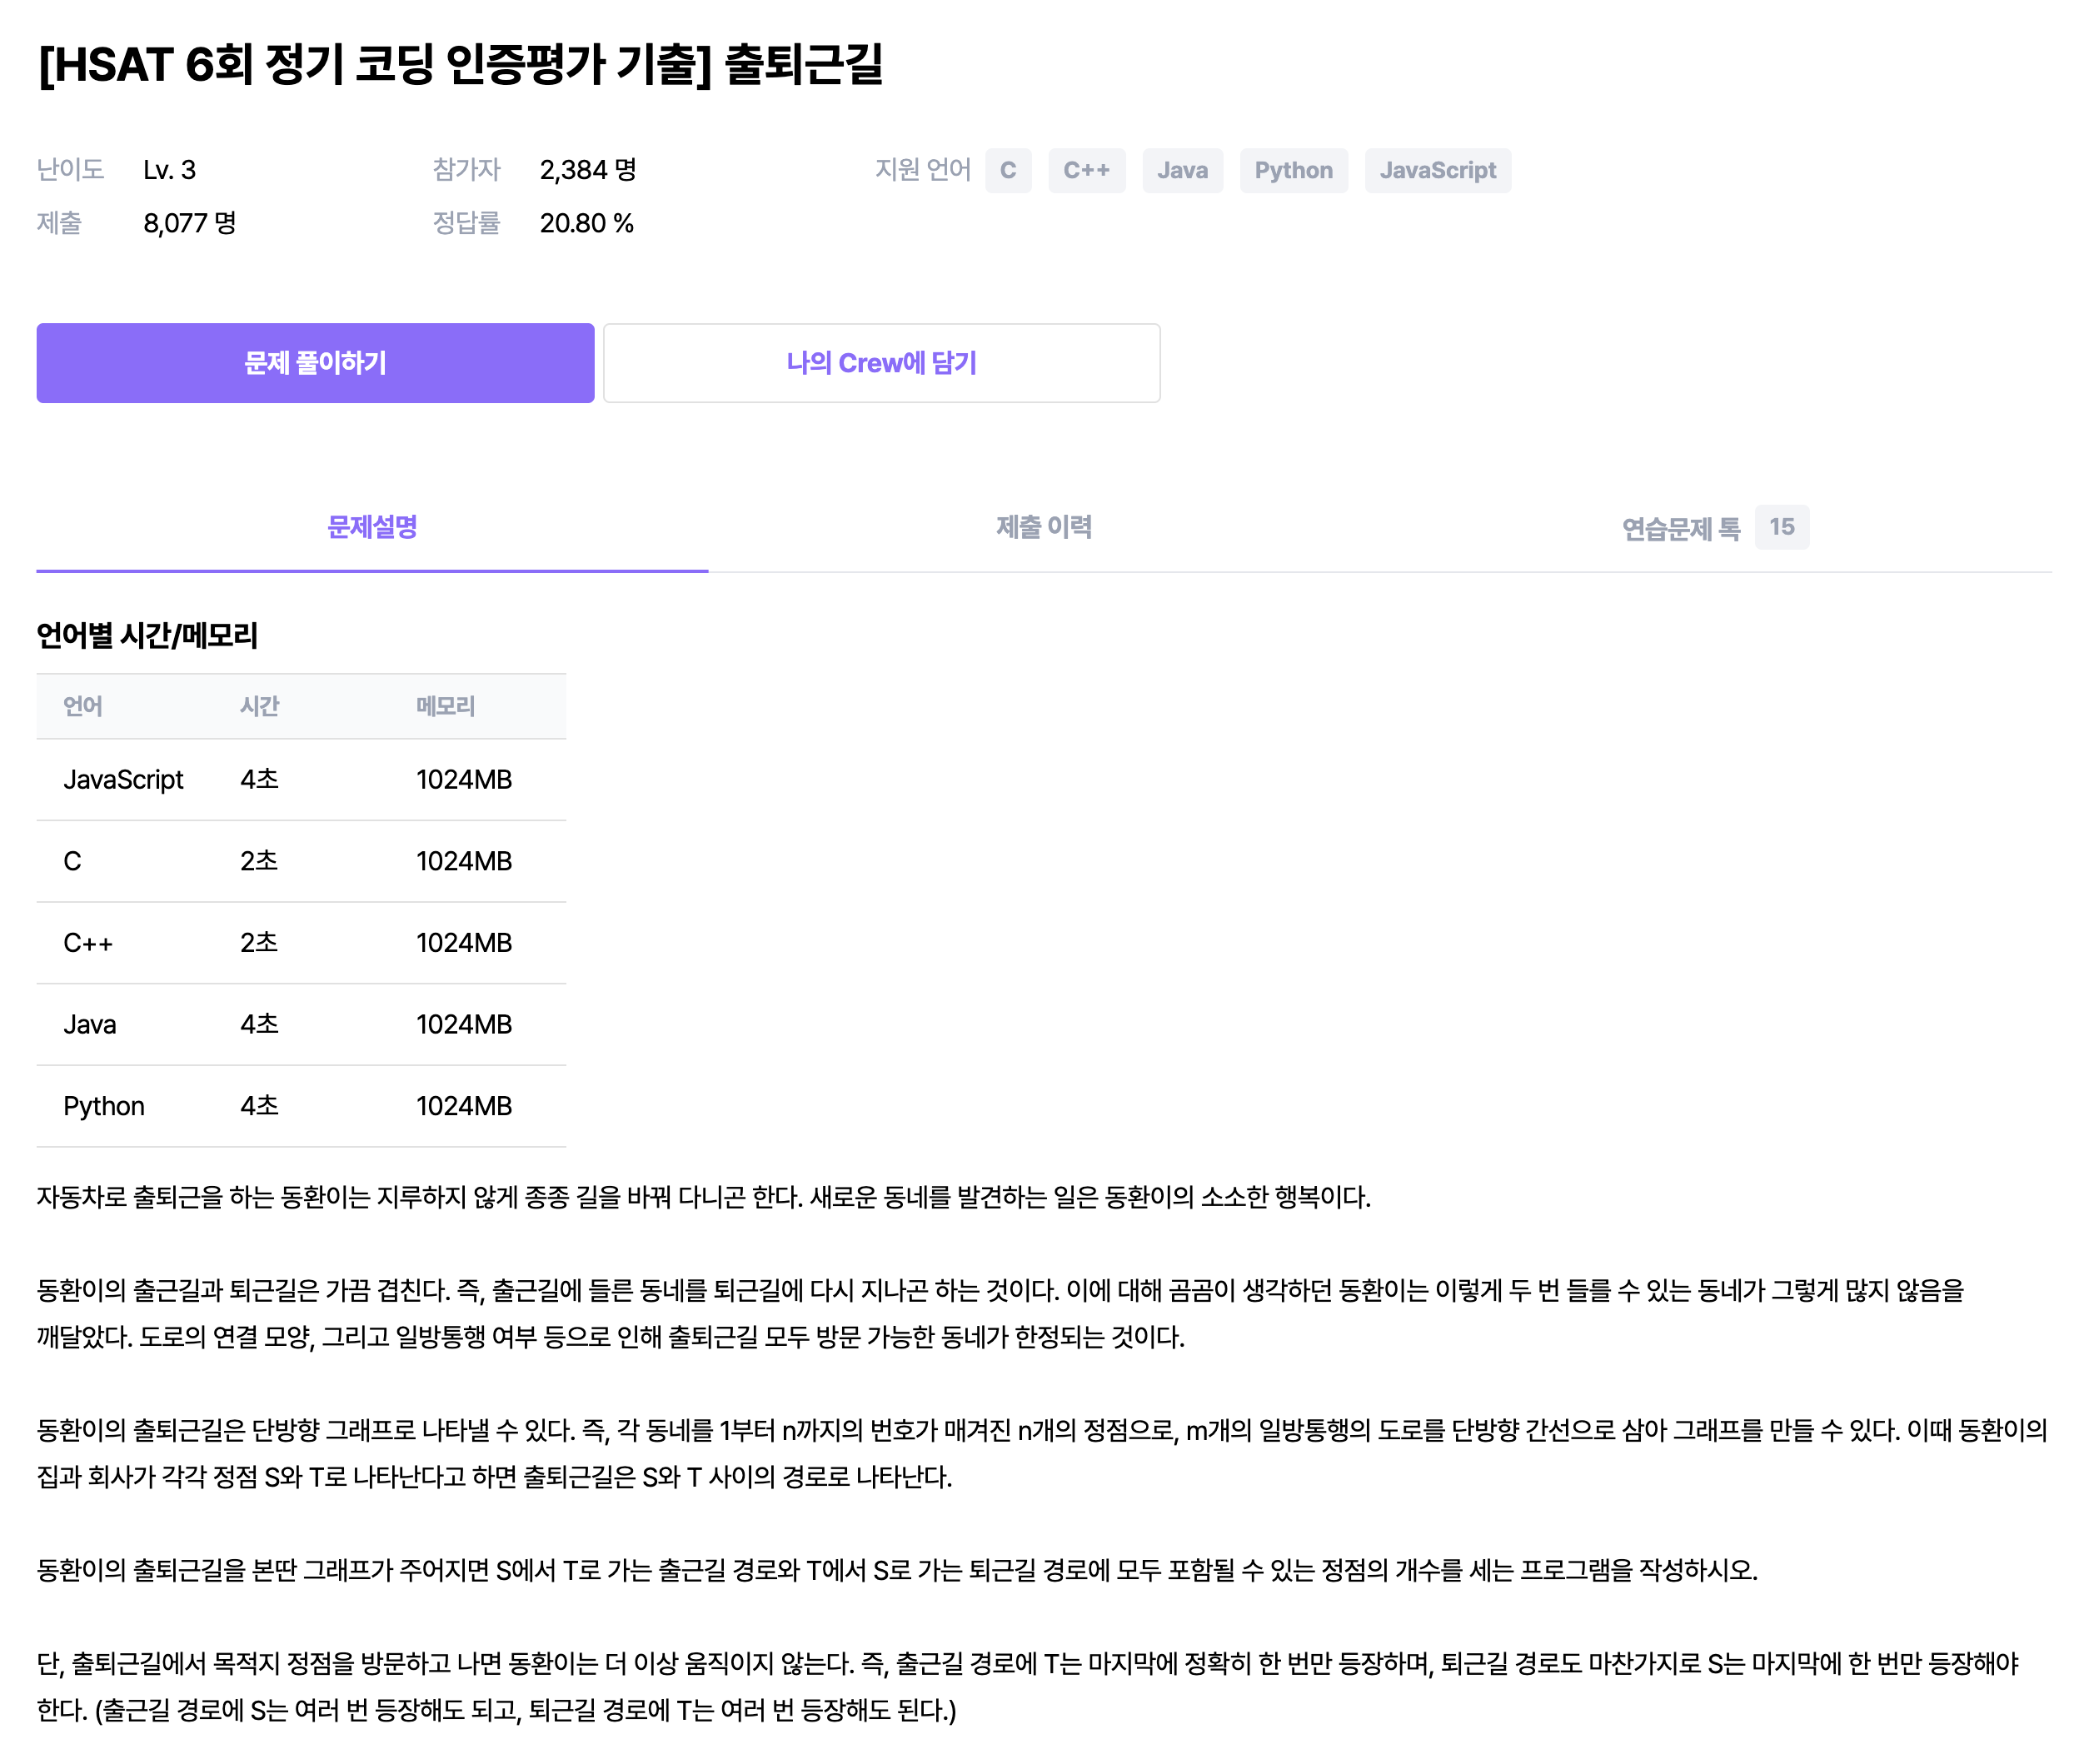 [HSAT 6회 정기 코딩 인증평가 기출] 출퇴근길
난이도 Lv. 3 참가자 2,384 명 지원 언어 C C++ Java Python JavaScript
제출 8,077 명 정답률 20.80 %
문제 풀이하기 나의 Crew에 담기
문제설명 제출 이력 연습문제 톡 15
언어별 시간/메모리
언어 시간 메모리
JavaScript 4초 1024MB
C 2초 1024MB
C++ 2초 1024MB
Java 4초 1024MB
Python 4초 1024MB
자동차로 출퇴근을 하는 동환이는 지루하지 않게 종종 길을 바꿔 다니곤 한다. 새로운 동네를 발견하는 일은 동환이의 소소한 행복이다.
동환이의 출근길과 퇴근길은 가끔 겹친다. 즉, 출근길에 들른 동네를 퇴근길에 다시 지나곤 하는 것이다. 이에 대해 곰곰이 생각하던 동환이는 이렇게 두 번 들를 수 있는 동네가 그렇게 많지 않음을
깨달았다. 도로의 연결 모양, 그리고 일방통행 여부 등으로 인해 출퇴근길 모두 방문 가능한 동네가 한정되는 것이다.
동환이의 출퇴근길은 단방향 그래프로 나타낼 수 있다. 즉, 각 동네를 1부터 n까지의 번호가 매겨진 n개의 정점으로, m개의 일방통행의 도로를 단방향 간선으로 삼아 그래프를 만들 수 있다. 이때 동환이의
집과 회사가 각각 정점 S와 T로 나타난다고 하면 출퇴근길은 S와 T 사이의 경로로 나타난다.
동환이의 출퇴근길을 본딴 그래프가 주어지면 S에서 T로 가는 출근길 경로와 T에서 S로 가는 퇴근길 경로에 모두 포함될 수 있는 정점의 개수를 세는 프로그램을 작성하시오.
단, 출퇴근길에서 목적지 정점을 방문하고 나면 동환이는 더 이상 움직이지 않는다. 즉, 출근길 경로에 T는 마지막에 정확히 한 번만 등장하며, 퇴근길 경로도 마찬가지로 S는 마지막에 한 번만 등장해야
한다. (출근길 경로에 S는 여러 번 등장해도 되고, 퇴근길 경로에 T는 여러 번 등장해도 된다.)